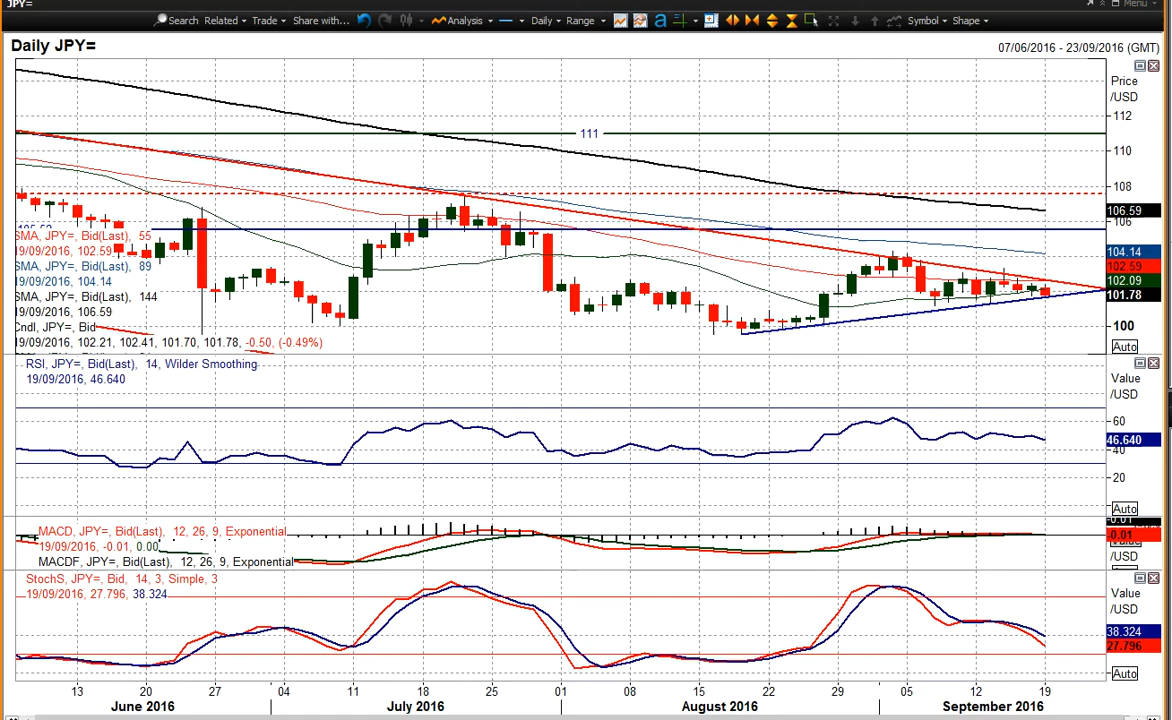 JPY=
Menu
Search Related Trade Share with... Analysis Daily Range Symbol Shape
Daily JPY=
07/06/2016 - 23/09/2016 (GMT)
Price
/USD
112
111
110
108
106.59
106
SMA, JPY=, Bid(Last), 55
19/09/2016, 102.59
SMA, JPY=, Bid(Last), 89
19/09/2016, 104.14
SMA, JPY=, Bid(Last), 144
19/09/2016, 106.59
Cndl, JPY=, Bid
19/09/2016, 102.21, 102.41, 101.70, 101.78, -0.50, (-0.49%)
104.14
102.59
102.09
101.78
100
Auto
RSI, JPY=, Bid(Last), 14, Wilder Smoothing
19/09/2016, 46.640
Value
/USD
60
46.640
40
20
Auto
MACD, JPY=, Bid(Last), 12, 26, 9, Exponential
19/09/2016, -0.01, 0.00
MACDF, JPY=, Bid(Last), 12, 26, 9, Exponential
-0.01
/USD
StochS, JPY=, Bid, 14, 3, Simple, 3
19/09/2016, 27.796, 38.324
Value
/USD
38.324
27.796
Auto
13 20 27 04 11 18 25 01 08 15 22 29 05 12 19
June 2016 July 2016 August 2016 September 2016